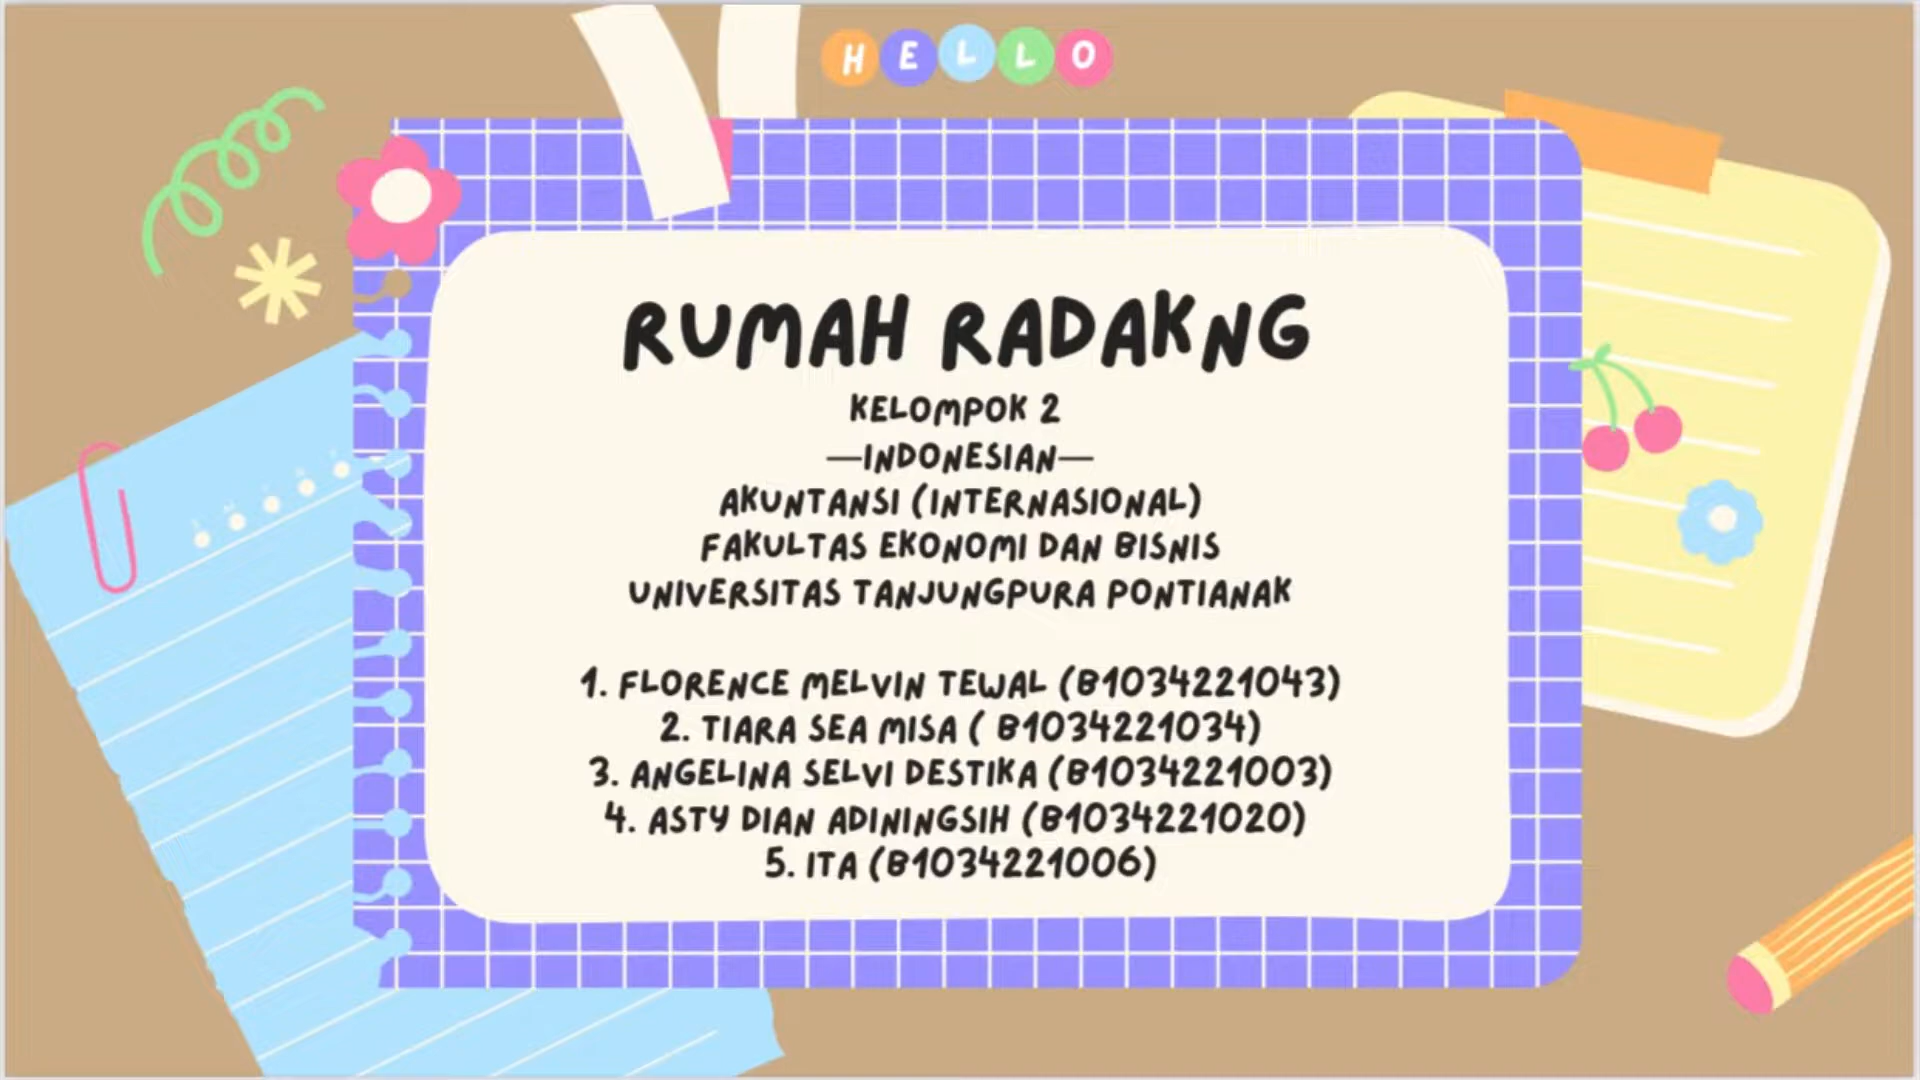 HELLO
RUMAH RADAKNG
KELOMPOK 2
—INDONESIAN—
AKUNTANSI (INTERNASIONAL)
FAKULTAS EKONOMI DAN BISNIS
UNIVERSITAS TANJUNGPURA PONTIANAK
1. FLORENCE MELVIN TEWAL (B1034221043)
2. TIARA SEA MISA ( B1034221034)
3. ANGELINA SELVI DESTIKA (B1034221003)
4. ASTY DIAN ADININGSIH (B1034221020)
5. ITA (B1034221006)